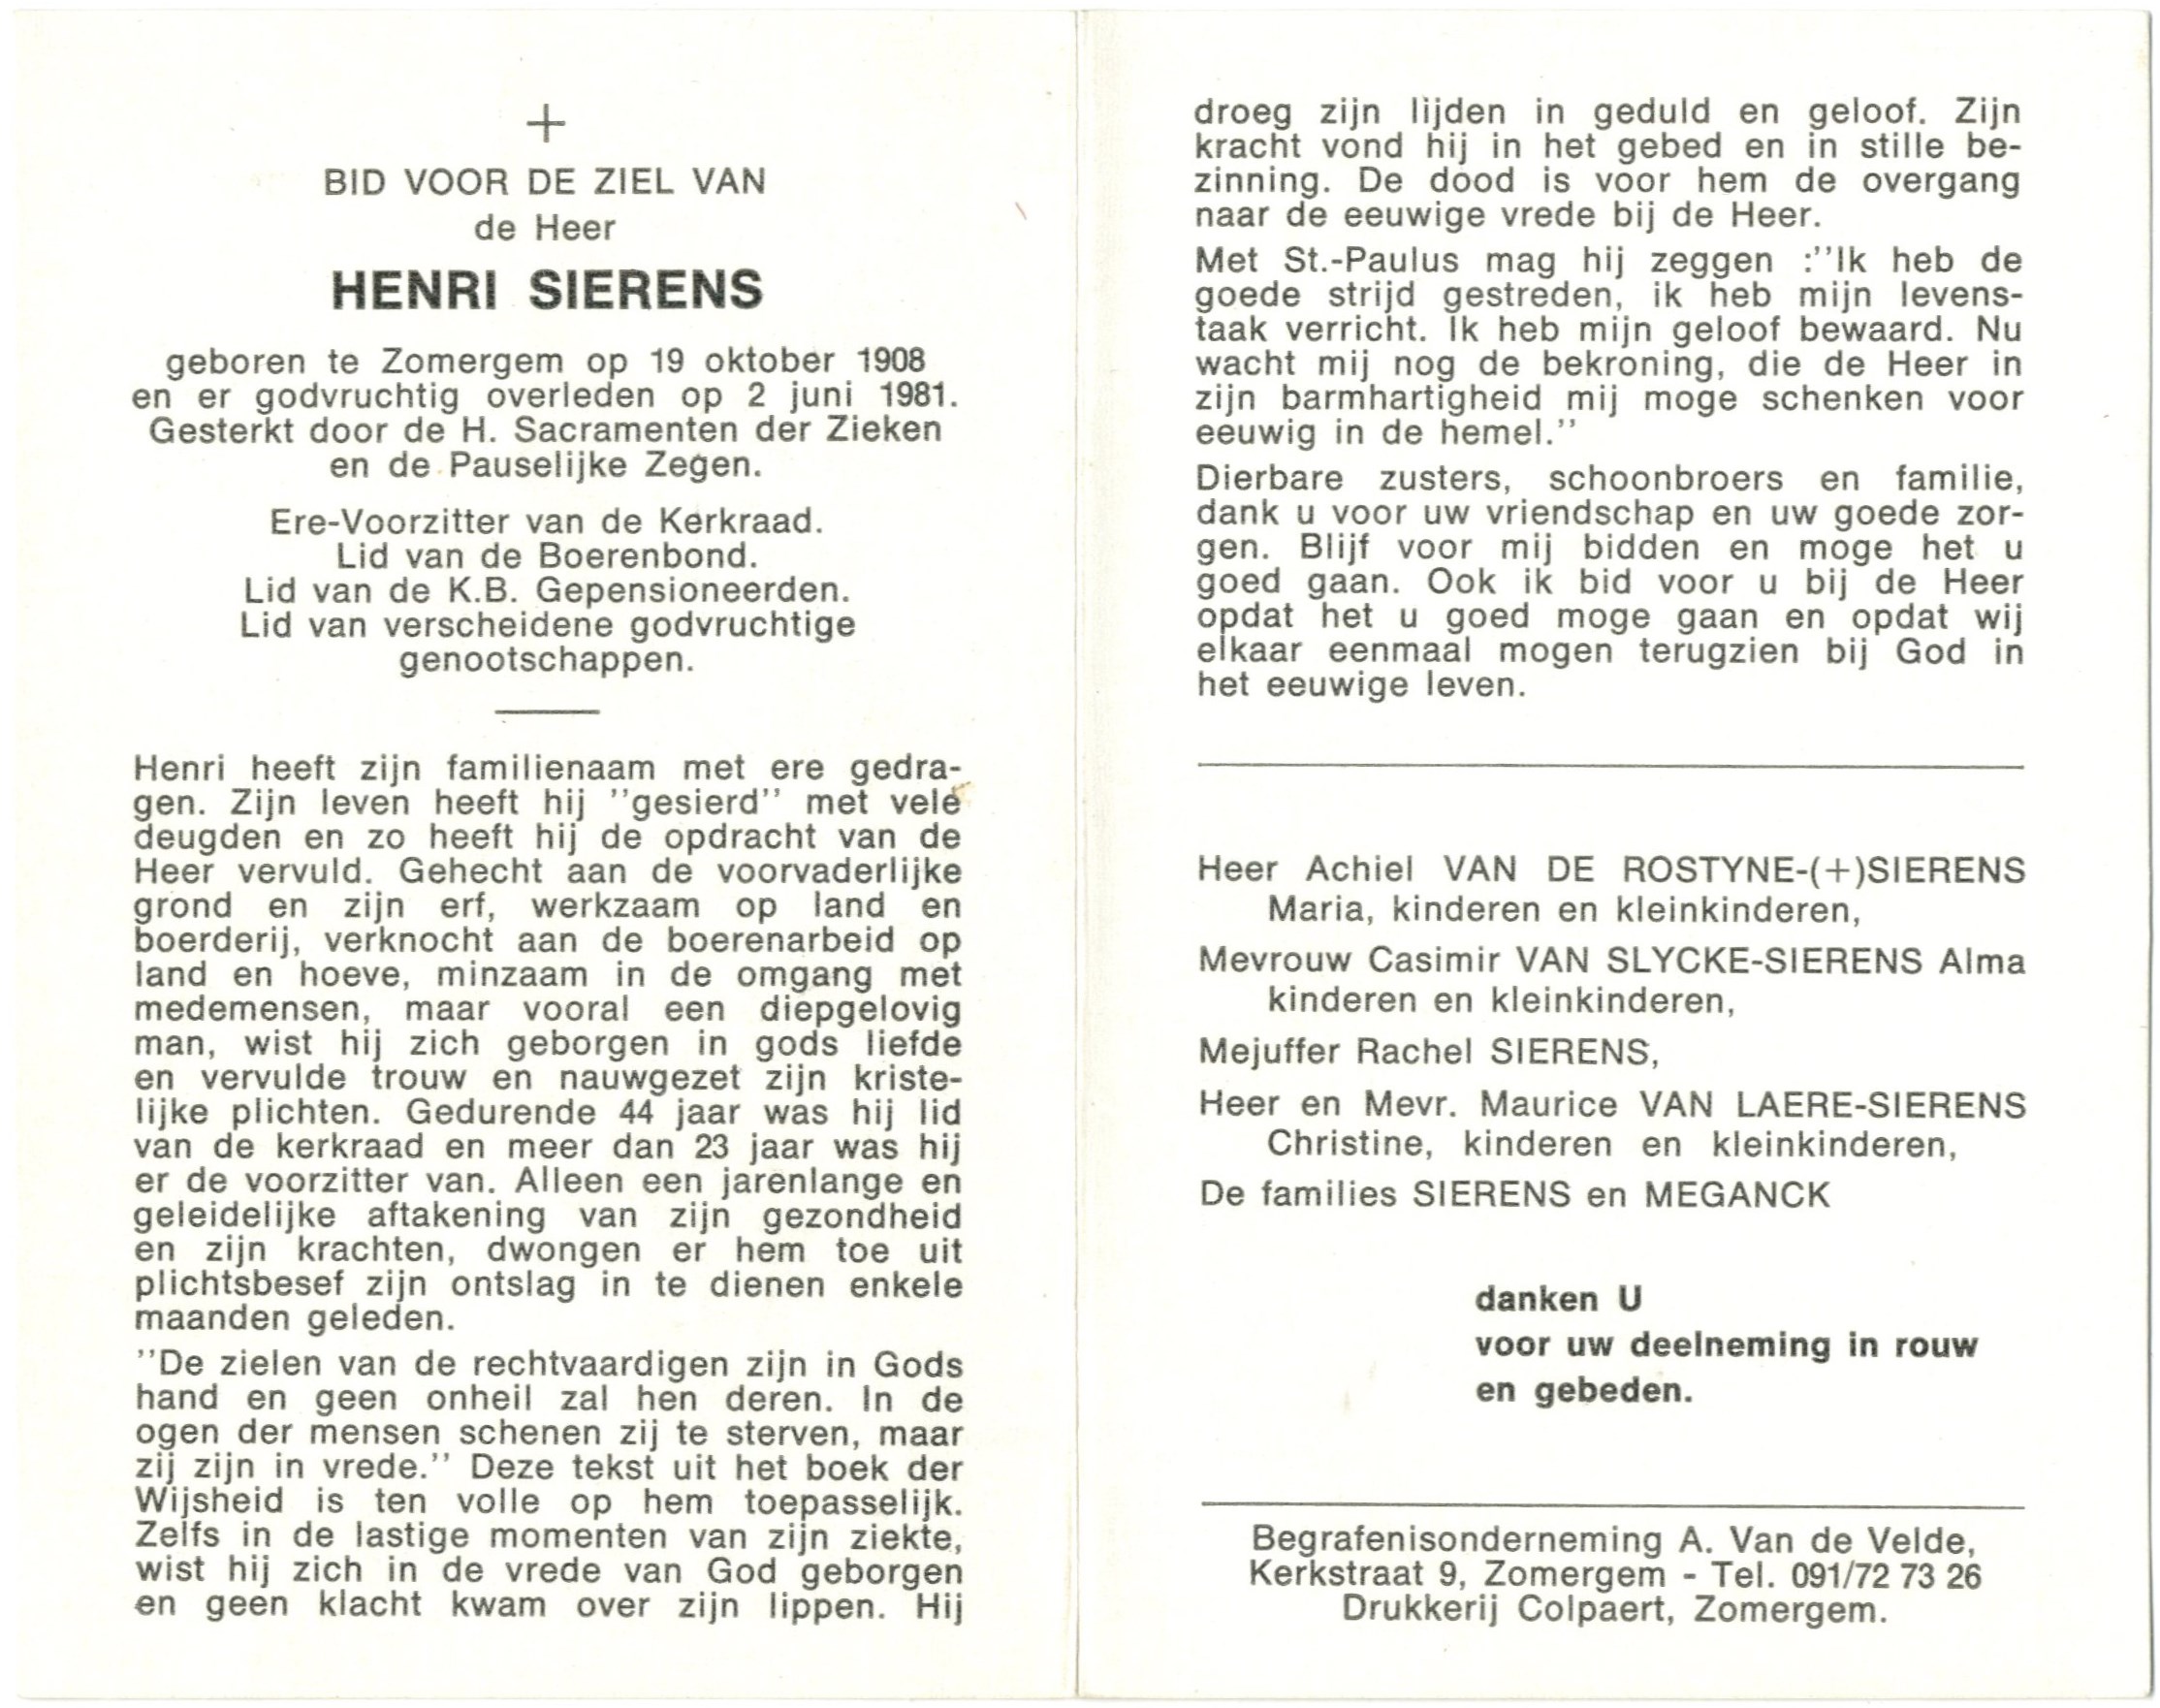 +
BID VOOR DE ZIEL VAN
de Heer
HENRI SIERENS
geboren te Zomergem op 19 oktober 1908
en er godvruchtig overleden op 2 juni 1981.
Gesterkt door de H. Sacramenten der Zieken
en de Pauselijke Zegen.
Ere-Voorzitter van de Kerkraad.
Lid van de Boerenbond.
Lid van de K.B. Gepensioneerden.
Lid van verscheidene godvruchtige
genootschappen.
Henri heeft zijn familienaam met ere gedra-
gen. Zijn leven heeft hij ''gesierd'' met vele
deugden en zo heeft hij de opdracht van de
Heer vervuld. Gehecht aan de voorvaderlijke
grond en zijn erf, werkzaam op land en
boerderij, verknocht aan de boerenarbeid op
land en hoeve, minzaam in de omgang met
medemensen, maar vooral een diepgelovig
man, wist hij zich geborgen in gods liefde
en vervulde trouw en nauwgezet zijn kriste-
lijke plichten. Gedurende 44 jaar was hij lid
van de kerkraad en meer dan 23 jaar was hij
er de voorzitter van. Alleen een jarenlange en
geleidelijke aftakening van zijn gezondheid
en zijn krachten, dwongen er hem toe uit
plichtsbesef zijn ontslag in te dienen enkele
maanden geleden.
''De zielen van de rechtvaardigen zijn in Gods
hand en geen onheil zal hen deren. In de
ogen der mensen schenen zij te sterven, maar
zij zijn in vrede.'' Deze tekst uit het boek der
Wijsheid is ten volle op hem toepasselijk.
Zelfs in de lastige momenten van zijn ziekte,
wist hij zich in de vrede van God geborgen
en geen klacht kwam over zijn lippen. Hij
droeg zijn lijden in geduld en geloof. Zijn
kracht vond hij in het gebed en in stille be-
zinning. De dood is voor hem de overgang
naar de eeuwige vrede bij de Heer.
Met St.-Paulus mag hij zeggen :''Ik heb de
goede strijd gestreden, ik heb mijn levens-
taak verricht. Ik heb mijn geloof bewaard. Nu
wacht mij nog de bekroning, die de Heer in
zijn barmhartigheid mij moge schenken voor
eeuwig in de hemel.''
Dierbare zusters, schoonbroers en familie,
dank u voor uw vriendschap en uw goede zor-
gen. Blijf voor mij bidden en moge het u
goed gaan. Ook ik bid voor u bij de Heer
opdat het u goed moge gaan en opdat wij
elkaar eenmaal mogen terugzien bij God in
het eeuwige leven.
Heer Achiel VAN DE ROSTYNE-(+)SIERENS
Maria, kinderen en kleinkinderen,
Mevrouw Casimir VAN SLYCKE-SIERENS Alma
kinderen en kleinkinderen,
Mejuffer Rachel SIERENS,
Heer en Mevr. Maurice VAN LAERE-SIERENS
Christine, kinderen en kleinkinderen,
De families SIERENS en MEGANCK
danken U
voor uw deelneming in rouw
en gebeden.
Begrafenisonderneming A. Van de Velde,
Kerkstraat 9, Zomergem - Tel. 091/72 73 26
Drukkerij Colpaert, Zomergem.